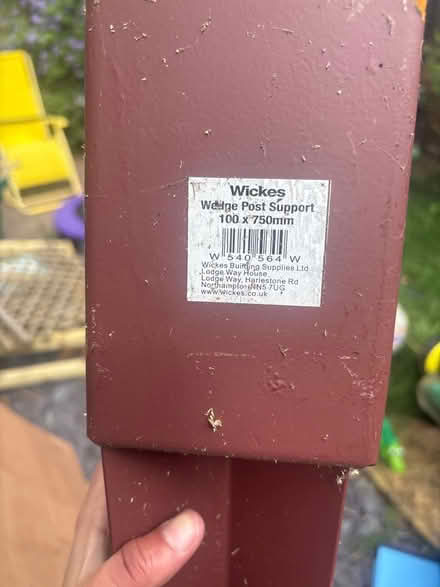 Wickes
Wedge Post Support
100 x 750mm
W 540 564 W
Wickes Building Supplies Ltd
Lodge Way House,
Lodge Way, Harlestone Rd
Northampton NN5 7UG
www.wickes.co.uk